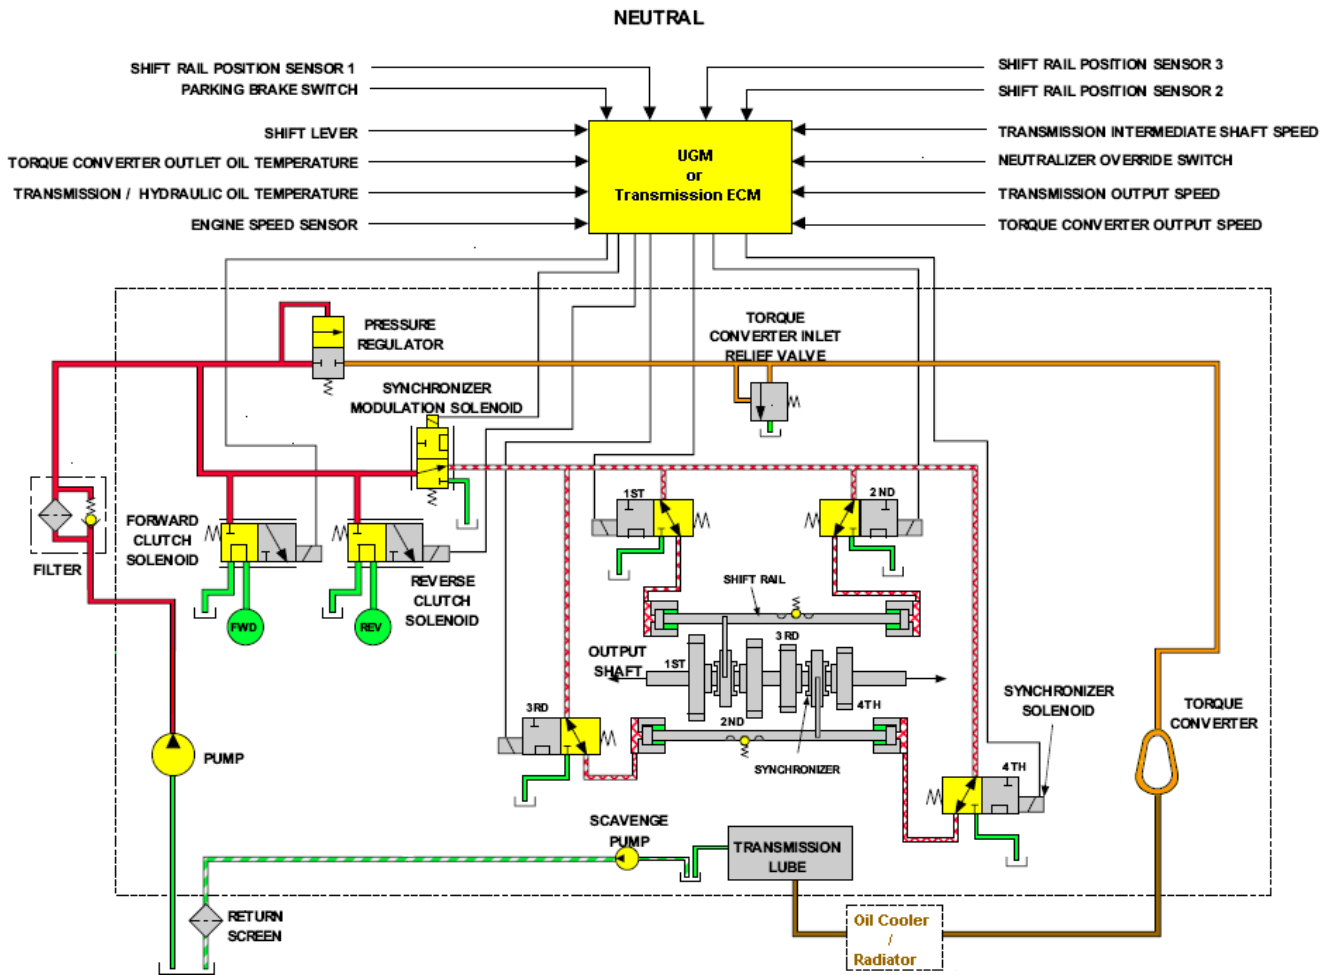 NEUTRAL
SHIFT RAIL POSITION SENSOR 1
PARKING BRAKE SWITCH
SHIFT LEVER
TORQUE CONVERTER OUTLET OIL TEMPERATURE
TRANSMISSION / HYDRAULIC OIL TEMPERATURE
ENGINE SPEED SENSOR
UGM
or
Transmission ECM
SHIFT RAIL POSITION SENSOR 3
SHIFT RAIL POSITION SENSOR 2
TRANSMISSION INTERMEDIATE SHAFT SPEED
NEUTRALIZER OVERRIDE SWITCH
TRANSMISSION OUTPUT SPEED
TORQUE CONVERTER OUTPUT SPEED
PRESSURE
REGULATOR
TORQUE
CONVERTER INLET
RELIEF VALVE
SYNCHRONIZER
MODULATION SOLENOID
1ST
2ND
FORWARD
CLUTCH
SOLENOID
FILTER
REVERSE
CLUTCH
SOLENOID
FWD
REV
SHIFT RAIL
OUTPUT
SHAFT
1ST
3RD
2ND
4TH
3RD
SYNCHRONIZER
SYNCHRONIZER
SOLENOID
4TH
TORQUE
CONVERTER
PUMP
SCAVENGE
PUMP
TRANSMISSION
LUBE
RETURN
SCREEN
Oil Cooler
/
Radiator